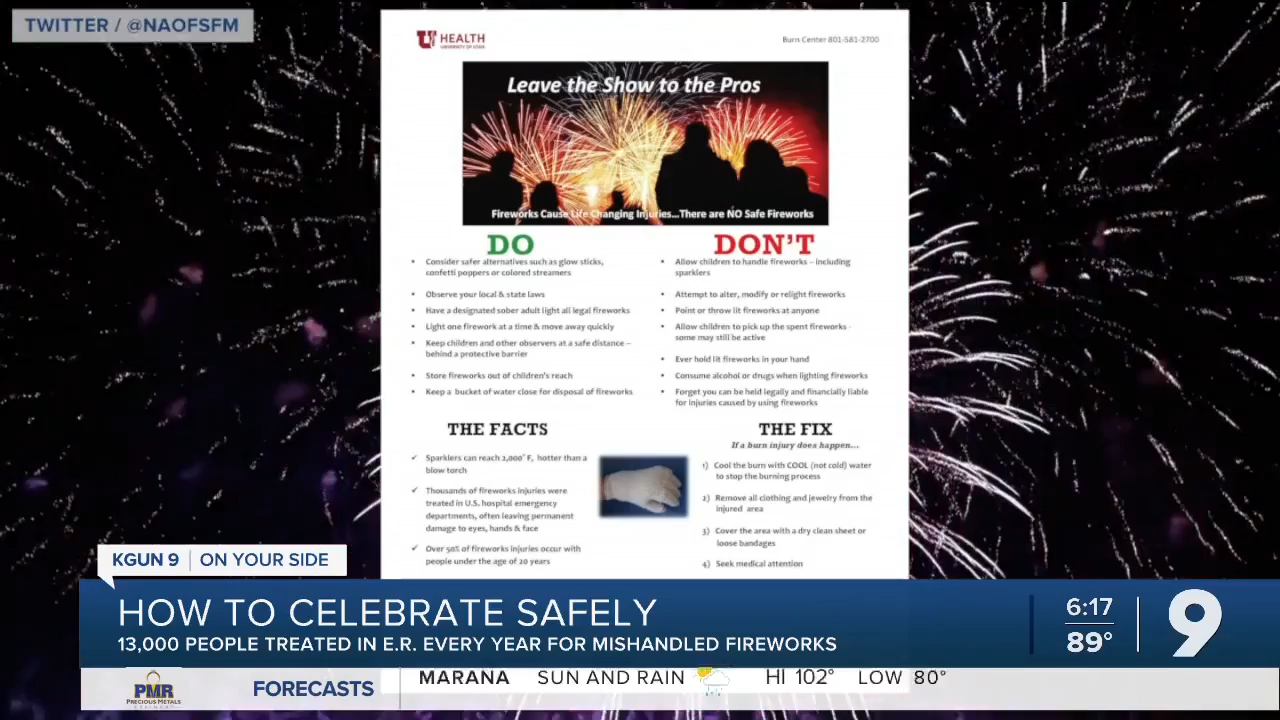 TWITTER / @NAOFSFM
U HEALTH
UNIVERSITY OF UTAH
Burn Center 801-581-2700
Leave the Show to the Pros
Fireworks Cause Life Changing Injuries...There are NO Safe Fireworks
DO
• Consider safer alternatives such as glow sticks,
confetti poppers or colored streamers
• Observe your local & state laws
• Have a designated sober adult light all legal fireworks
• Light one firework at a time & move away quickly
• Keep children and other observers at a safe distance –
behind a protective barrier
• Store fireworks out of children's reach
• Keep a bucket of water close for disposal of fireworks
DON'T
• Allow children to handle fireworks – including
sparklers
• Attempt to alter, modify or relight fireworks
• Point or throw lit fireworks at anyone
• Allow children to pick up the spent fireworks -
some may still be active
• Ever hold lit fireworks in your hand
• Consume alcohol or drugs when lighting fireworks
• Forget you can be held legally and financially liable
for injuries caused by using fireworks
THE FACTS
✓ Sparklers can reach 2,000° F, hotter than a
blow torch
✓ Thousands of fireworks injuries were
treated in U.S. hospital emergency
departments, often leaving permanent
damage to eyes, hands & face
✓ Over 50% of fireworks injuries occur with
people under the age of 20 years
THE FIX
If a burn injury does happen...
1) Cool the burn with COOL (not cold) water
to stop the burning process
2) Remove all clothing and jewelry from the
injured area
3) Cover the area with a dry clean sheet or
loose bandages
4) Seek medical attention
KGUN 9 | ON YOUR SIDE
HOW TO CELEBRATE SAFELY
13,000 PEOPLE TREATED IN E.R. EVERY YEAR FOR MISHANDLED FIREWORKS
6:17
89°
9
PMR
PRECIOUS METALS
FORECASTS
MARANA SUN AND RAIN HI 102° LOW 80°